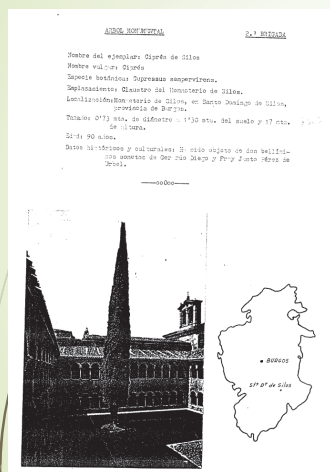 ARBOL MONUMENTAL 2.ª BRIGADA
Nombre del ejemplar: Ciprés de Silos
Nombre vulgar: Ciprés
Especie botánica: Cupressus sempervirens.
Emplazamiento: Claustro del Monasterio de Silos.
Localización: Monasterio de Silos, en Santo Domingo de Silos,
provincia de Burgos.
Tamaño: 0'73 mts. de diámetro a 1'30 mts. del suelo y 17 mts.
de altura.
Edad: 90 años.
Datos históricos y culturales: Ha sido objeto de dos bellísi-
mos sonetos de Gerardo Diego y Fray Justo Pérez de
Urbel.
---ooOoo---
BURGOS
Sto Do de Silos